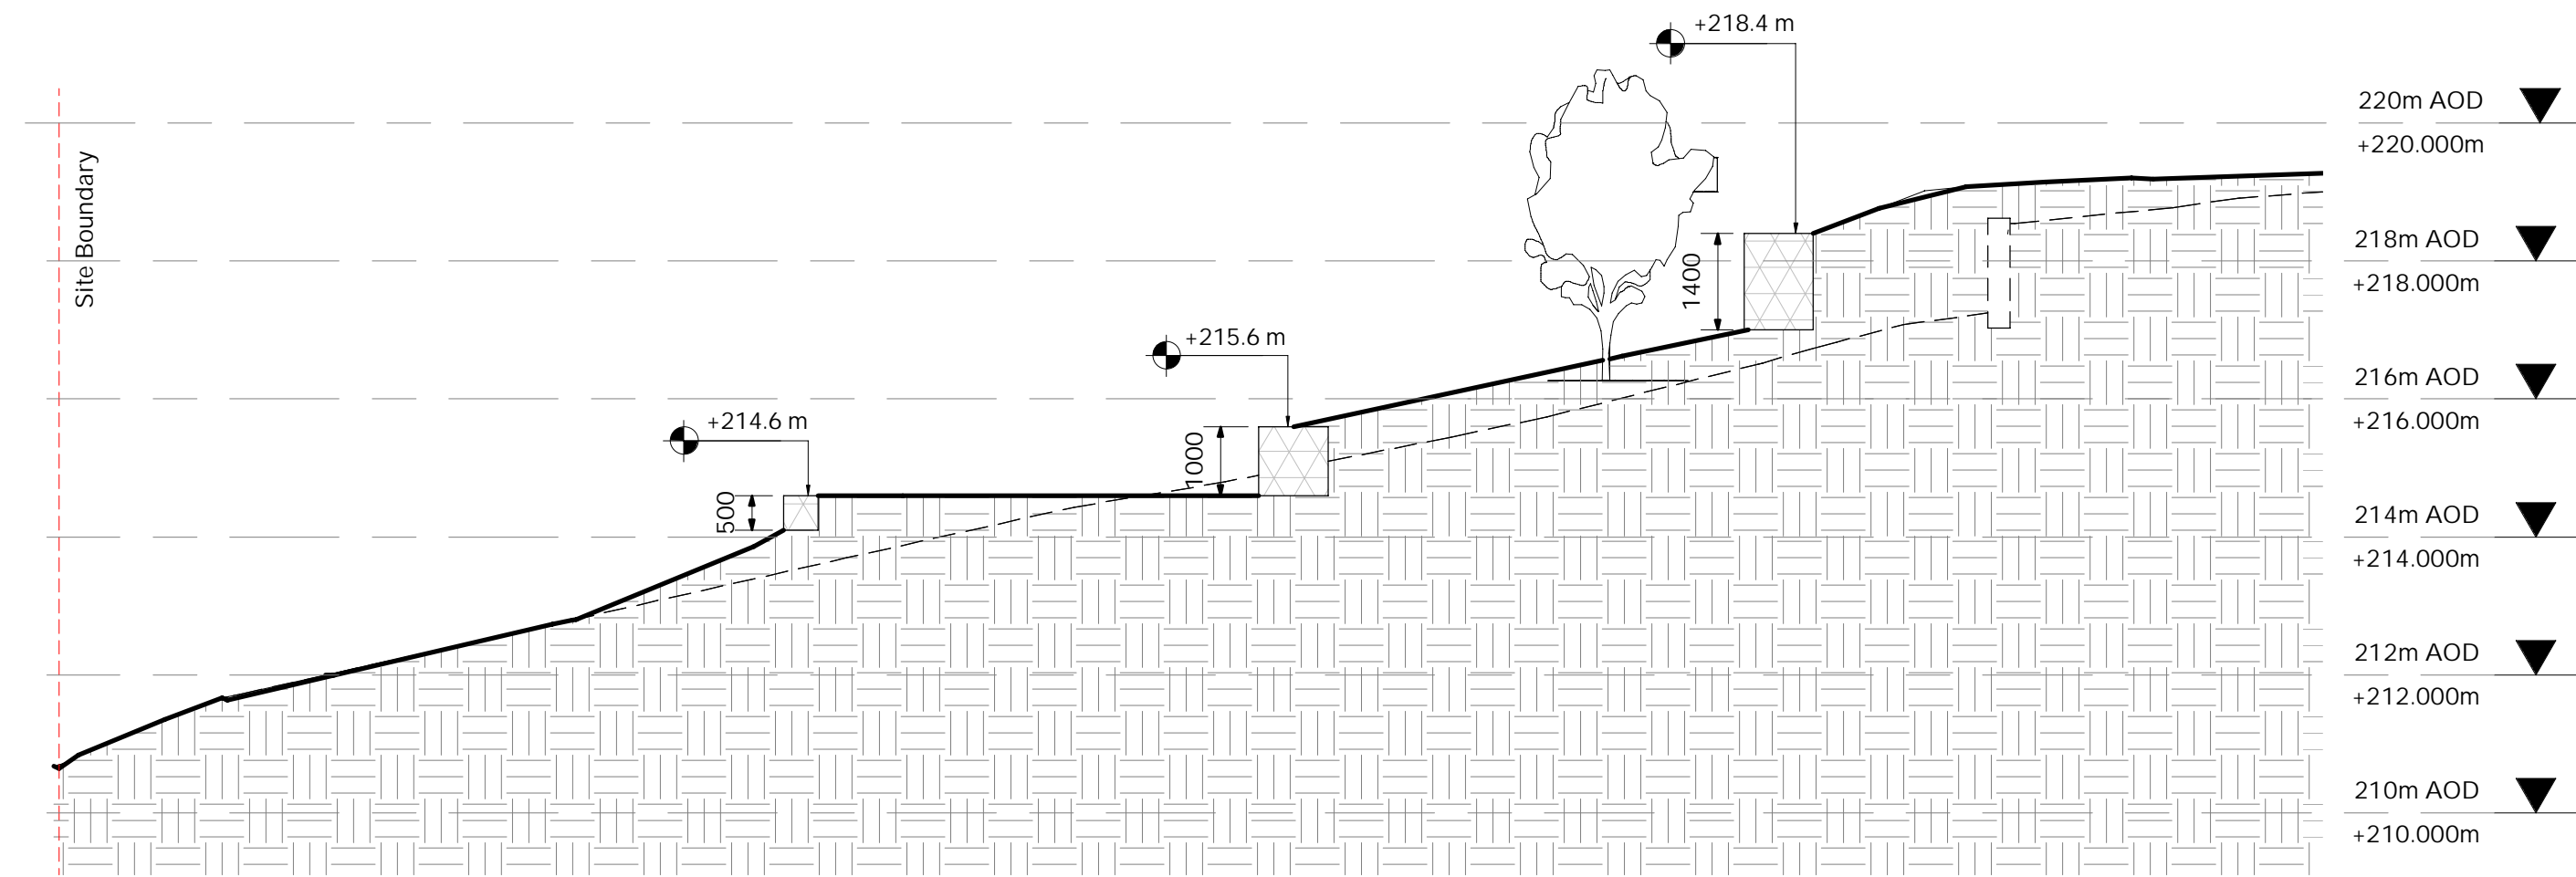 +218.4 m
220m AOD
+220.000m
Site Boundary
218m AOD
+218.000m
1400
+215.6 m
216m AOD
+216.000m
+214.6 m
1000
500
214m AOD
+214.000m
212m AOD
+212.000m
210m AOD
+210.000m